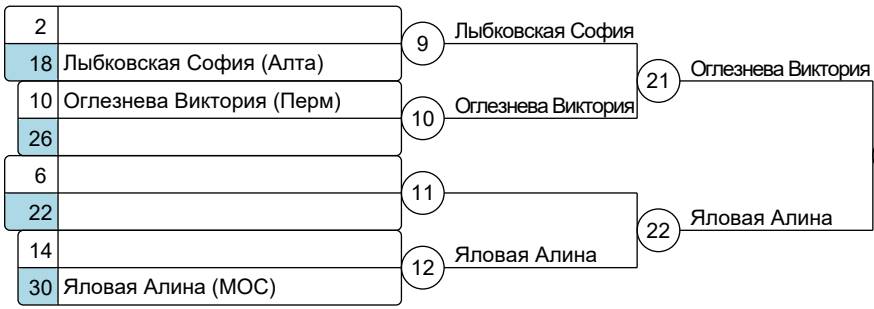 2
9
Лыбковская София
18 Лыбковская София (Алта)
21
Оглезнева Виктория
10 Оглезнева Виктория (Перм)
10
Оглезнева Виктория
26
6
11
22
22
Яловая Алина
14
12
Яловая Алина
30 Яловая Алина (МОС)